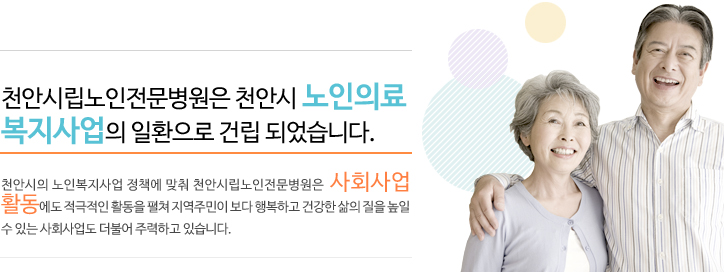 천안시립노인전문병원은 천안시 노인의료
복지사업의 일환으로 건립 되었습니다.
천안시의 노인복지사업 정책에 맞춰 천안시립노인전문병원은 사회사업
활동에도 적극적인 활동을 펼쳐 지역주민이 보다 행복하고 건강한 삶의 질을 높일
수 있는 사회사업도 더불어 주력하고 있습니다.